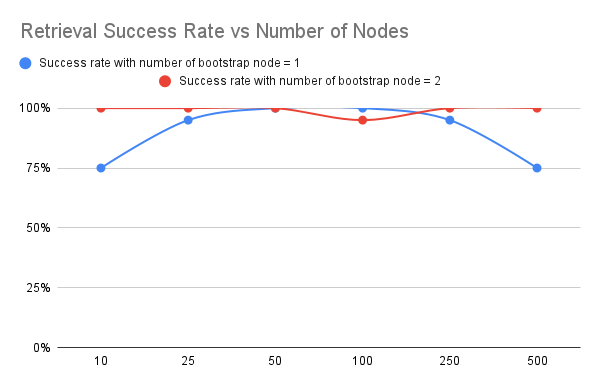 Retrieval Success Rate vs Number of Nodes
Success rate with number of bootstrap node = 1
Success rate with number of bootstrap node = 2
100%
75%
50%
25%
0%
10 25 50 100 250 500